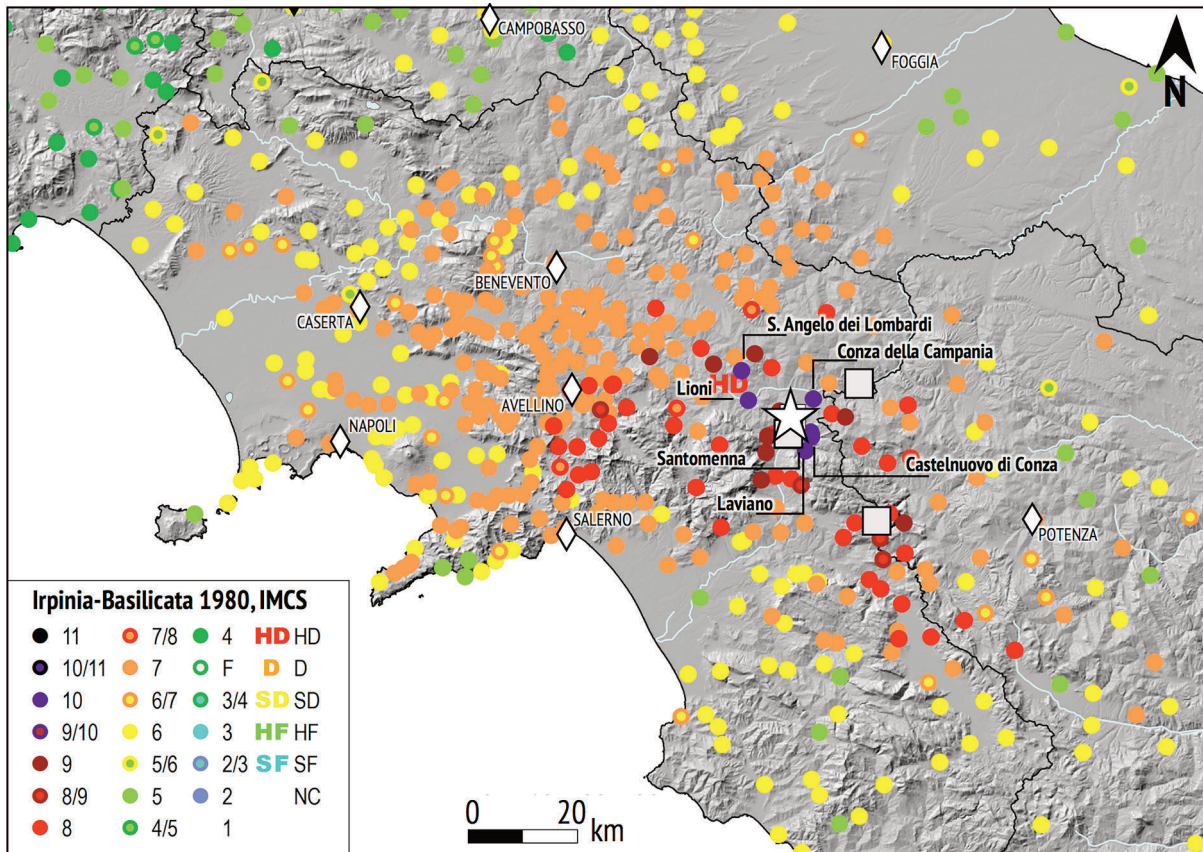 CAMPOBASSO
FOGGIA
N
BENEVENTO
CASERTA
S. Angelo dei Lombardi
Conza della Campania
HD
Lioni
AVELLINO
NAPOLI
Santomenna
Castelnuovo di Conza
Laviano
SALERNO
POTENZA
Irpinia-Basilicata 1980, IMCS
11 7/8 4 HD HD
10/11 7 F D D
10 6/7 3/4 SD SD
9/10 6 3 HF HF
9 5/6 2/3 SF SF
8/9 5 2 NC
8 4/5 1
0 20
km